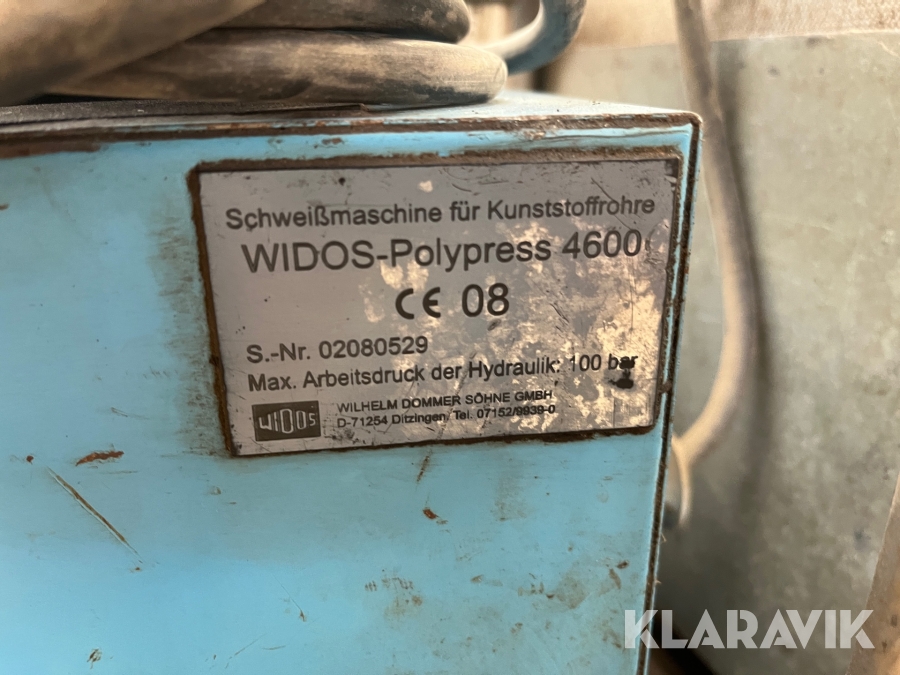 Schweißmaschine für Kunststoffrohre
WIDOS-Polypress 4600
CE 08
S.-Nr. 02080529
Max. Arbeitsdruck der Hydraulik: 100 bar
WIDOS
WILHELM DOMMER SÖHNE GMBH
D-71254 Ditzingen, Tel. 07152/9939-0
KLARAVIK